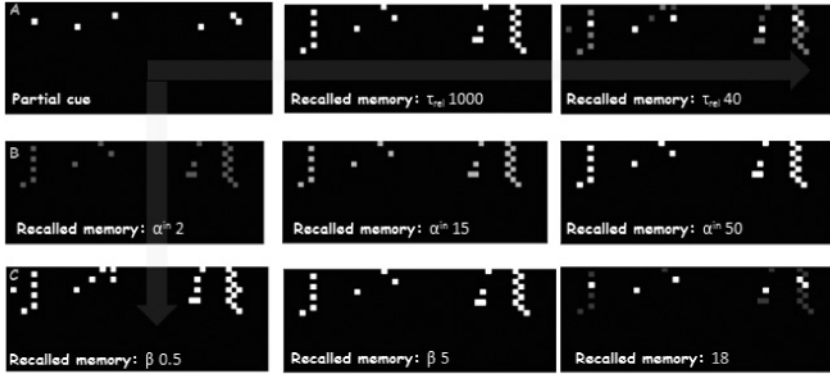 A
Partial cue
Recalled memory: τrel 1000
Recalled memory: τrel 40
B
Recalled memory: αin 2
Recalled memory: αin 15
Recalled memory: αin 50
C
Recalled memory: β 0.5
Recalled memory: β 5
Recalled memory: 18